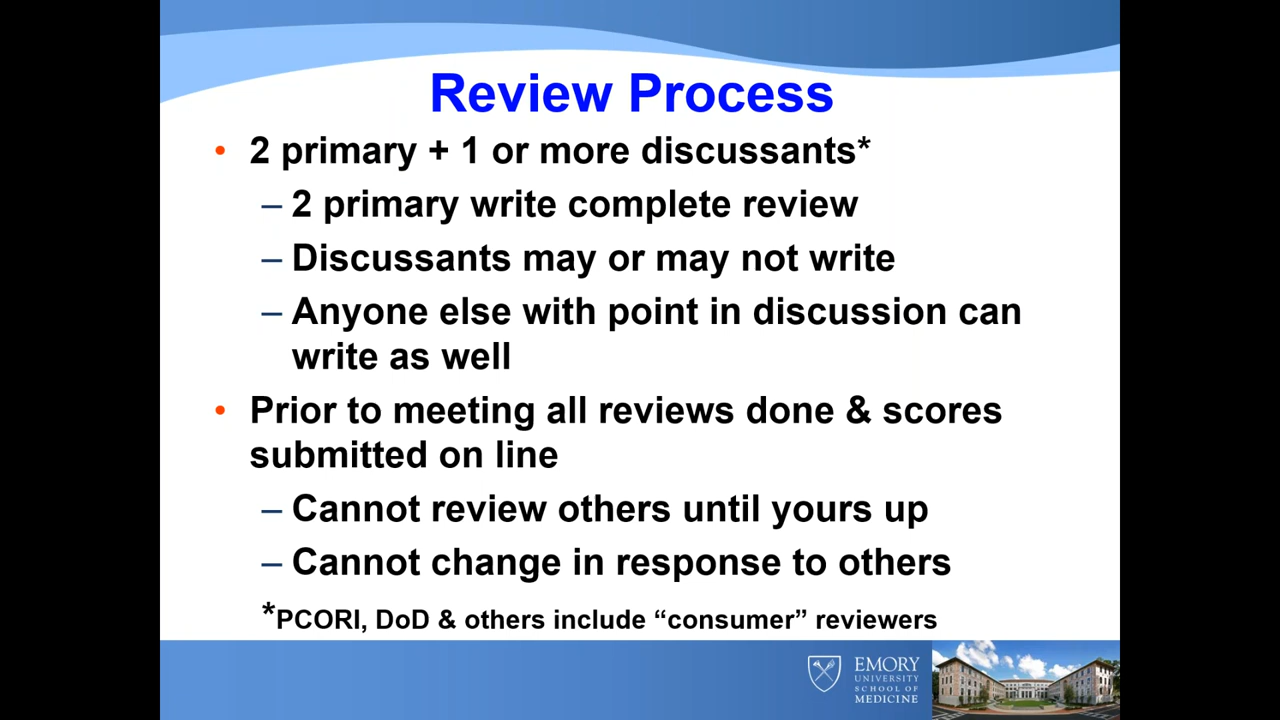 Review Process
• 2 primary + 1 or more discussants*
– 2 primary write complete review
– Discussants may or may not write
– Anyone else with point in discussion can
write as well
• Prior to meeting all reviews done & scores
submitted on line
– Cannot review others until yours up
– Cannot change in response to others
*PCORI, DoD & others include “consumer” reviewers
EMORY
UNIVERSITY
SCHOOL OF
MEDICINE